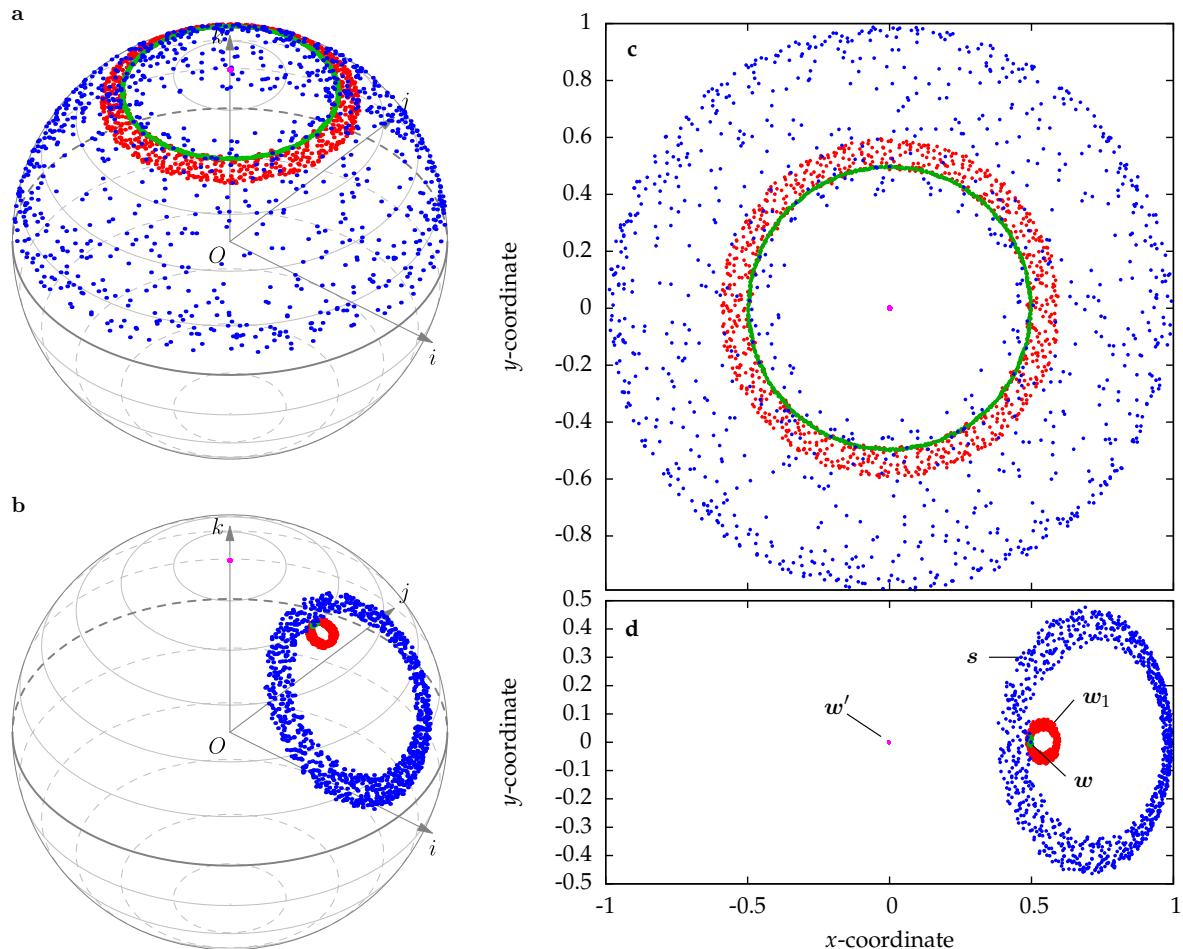 a
k
j
O
i
b
k
j
O
i
c
y-coordinate
1
0.8
0.6
0.4
0.2
0
-0.2
-0.4
-0.6
-0.8
d
y-coordinate
0.5
0.4
0.3
0.2
0.1
0
-0.1
-0.2
-0.3
-0.4
-0.5
s
w′
w₁
w
-1 -0.5 0 0.5 1
x-coordinate